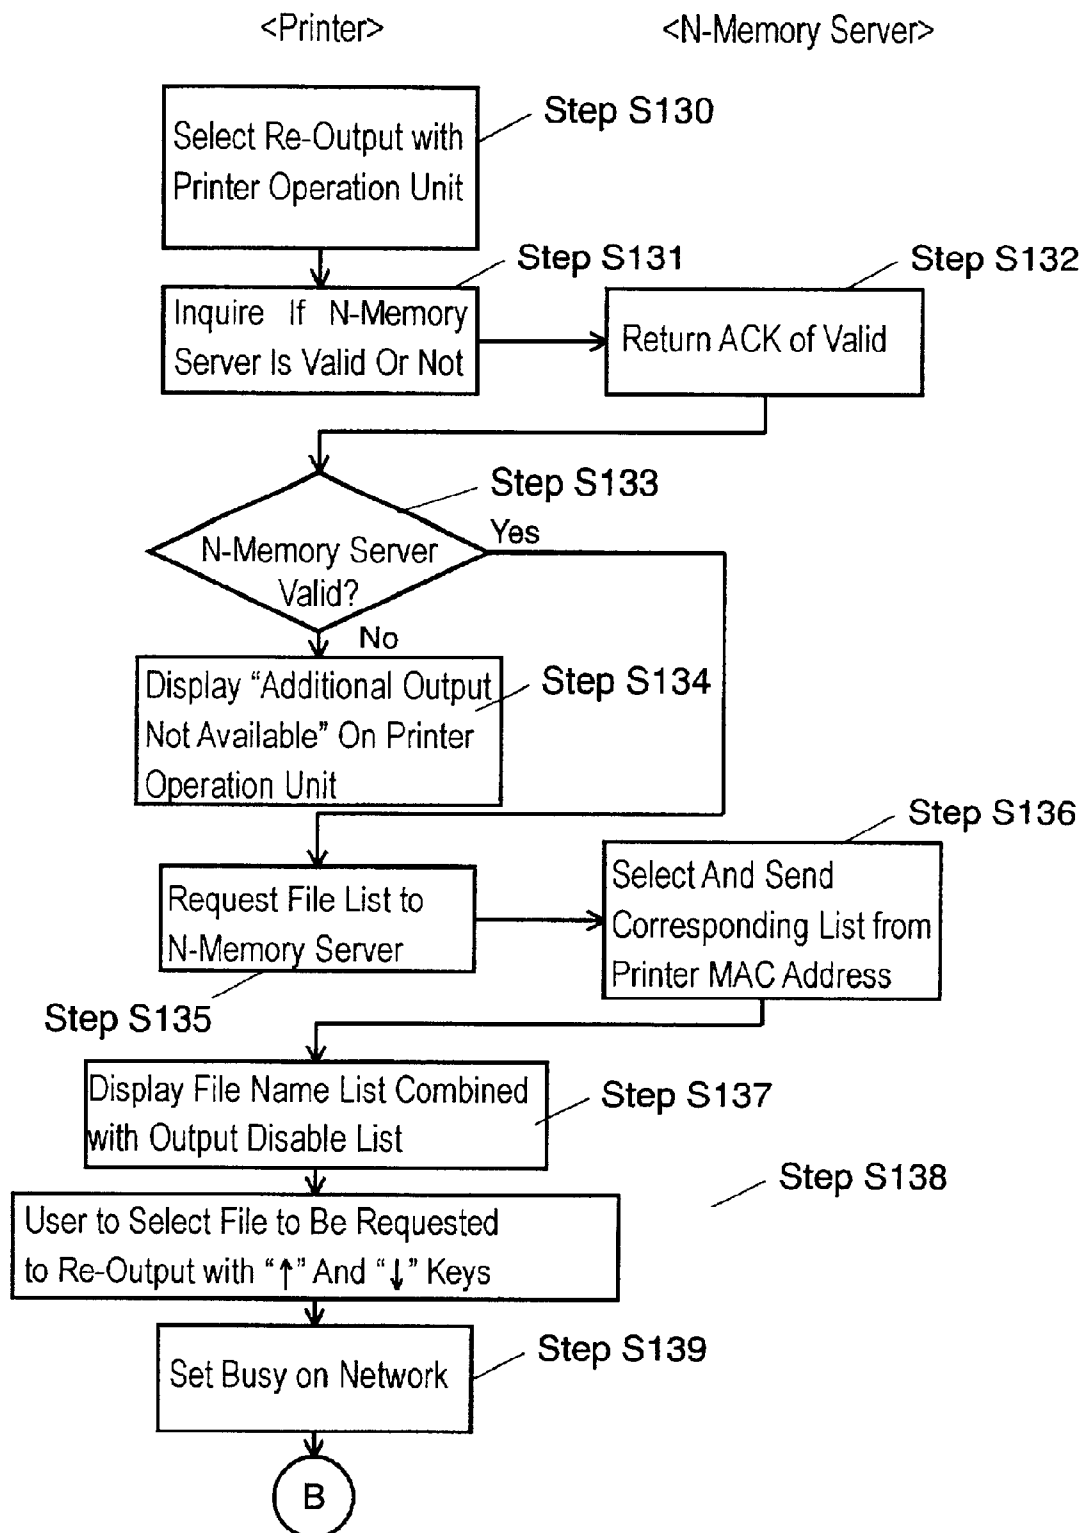 <Printer>
<N-Memory Server>
Step S130
Select Re-Output with
Printer Operation Unit
Step S131
Step S132
Inquire If N-Memory
Server Is Valid Or Not
Return ACK of Valid
Step S133
Yes
N-Memory Server
Valid?
No
Display “Additional Output
Not Available” On Printer
Operation Unit
Step S134
Step S136
Request File List to
N-Memory Server
Select And Send
Corresponding List from
Printer MAC Address
Step S135
Display File Name List Combined
with Output Disable List
Step S137
Step S138
User to Select File to Be Requested
to Re-Output with “↑” And “↓” Keys
Step S139
Set Busy on Network
B